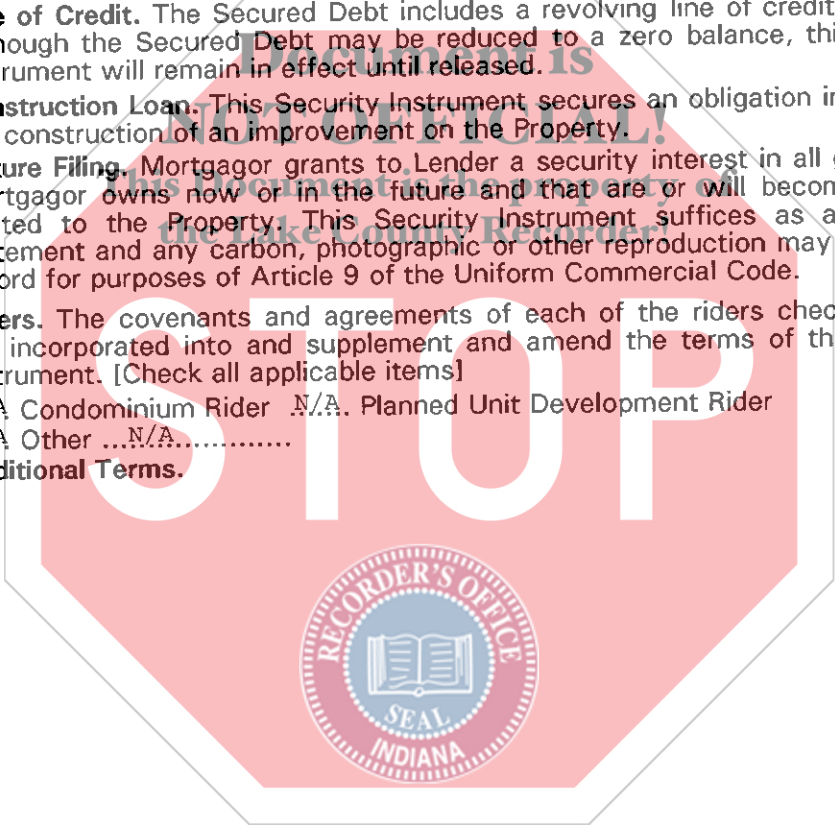 e of Credit. The Secured Debt includes a revolving line of credit
hough the Secured Debt may be reduced to a zero balance, thi
rument will remain in effect until released.
nstruction Loan. This Security Instrument secures an obligation in
construction of an improvement on the Property.
ure Filing. Mortgagor grants to Lender a security interest in all
rtgagor owns now or in the future and that are or will becom
ted to the Property. This Security Instrument suffices as a
tement and any carbon, photographic or other reproduction may
ord for purposes of Article 9 of the Uniform Commercial Code.
ers. The covenants and agreements of each of the riders chec
incorporated into and supplement and amend the terms of th
trument. [Check all applicable items]
A. Condominium Rider .N/A. Planned Unit Development Rider
A. Other ...N/A.............
ditional Terms.
Document is
NOT OFFICIAL!
This Document is the property of
the Lake County Recorder!
STOP
RECORDER'S OFFICE
SEAL
INDIANA